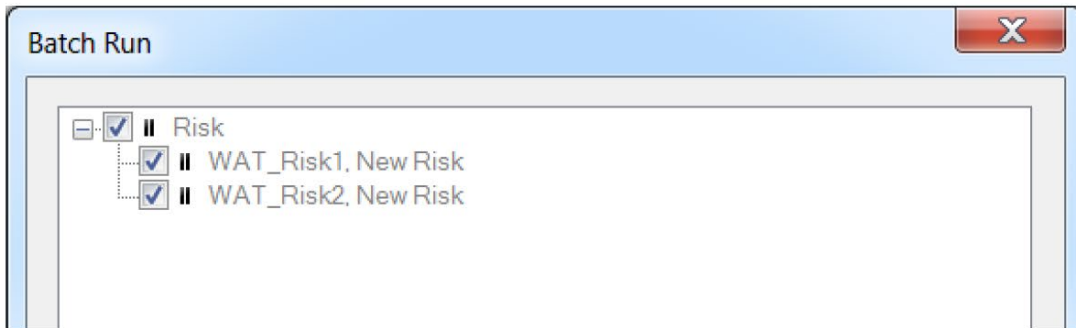 Batch Run
Risk
WAT_Risk1, New Risk
WAT_Risk2, New Risk